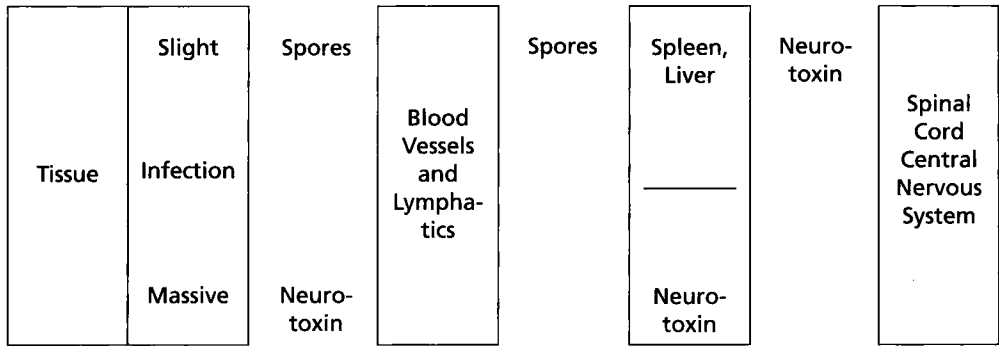 Tissue
Slight
Infection
Massive
Spores
Neuro-
toxin
Blood
Vessels
and
Lympha-
tics
Spores
Spleen,
Liver
Neuro-
toxin
Neuro-
toxin
Spinal
Cord
Central
Nervous
System